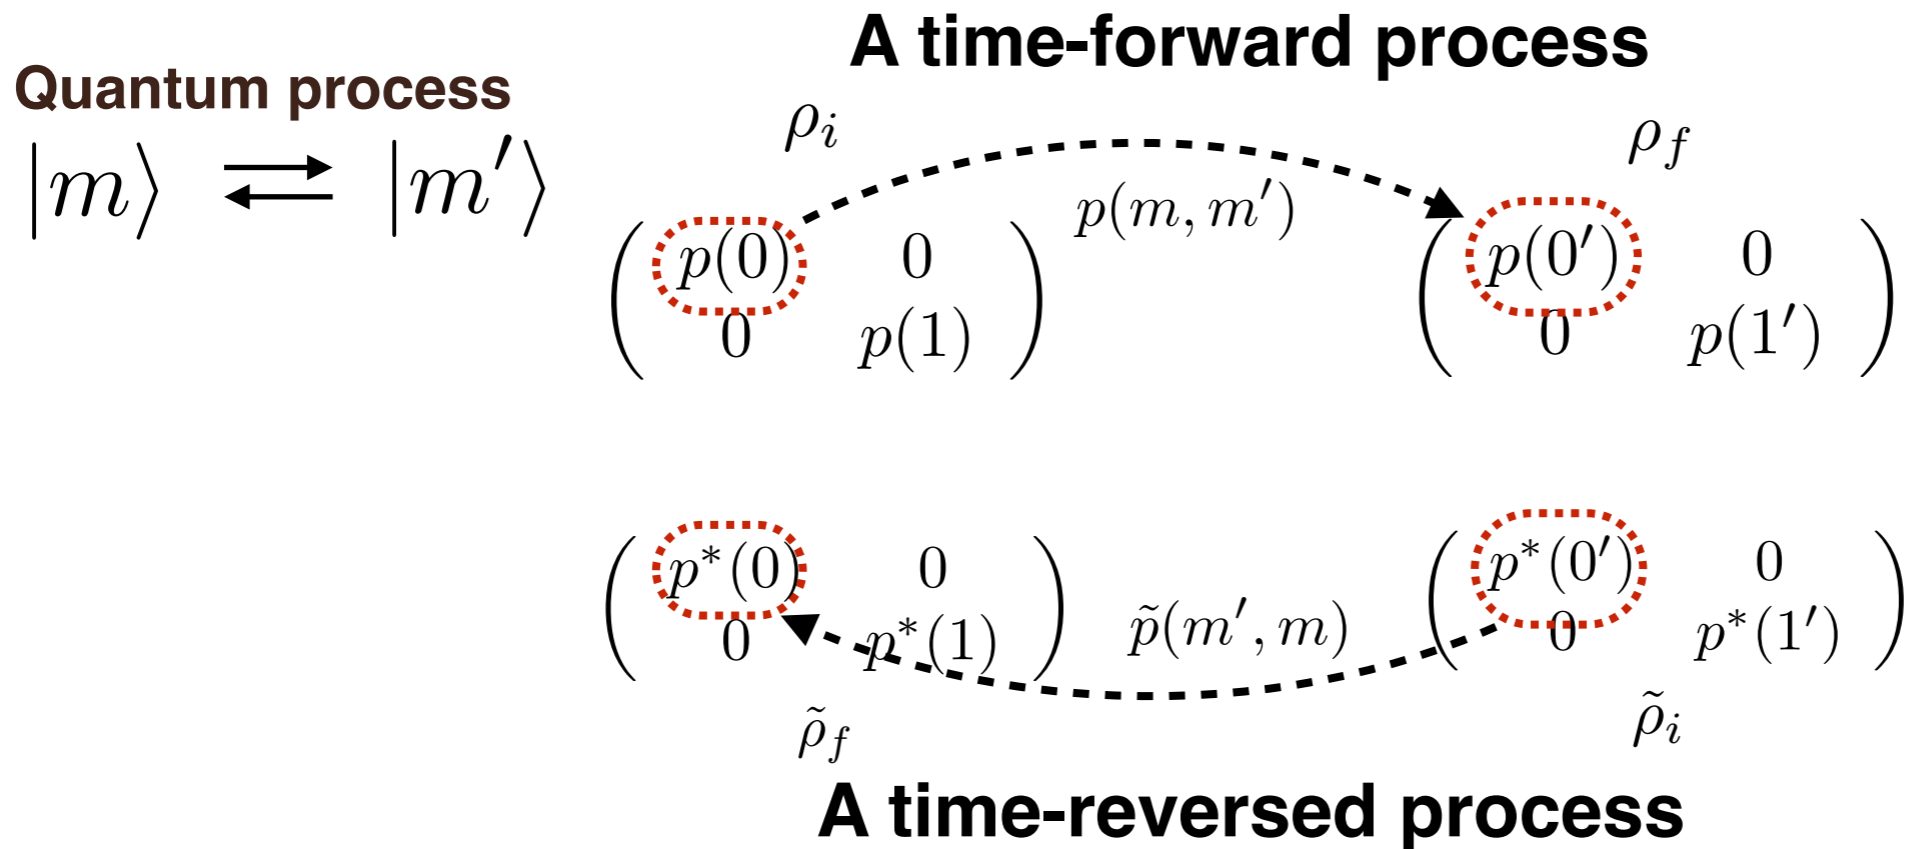 A time-forward process
Quantum process
|m⟩ ⇄ |m′⟩
ρ_i
ρ_f
p(m, m′)
( p(0) 0
0 p(1) )
( p(0′) 0
0 p(1′) )
( p*(0) 0
0 p*(1) )
p̃(m′, m)
( p*(0′) 0
0 p*(1′) )
ρ̃_f
ρ̃_i
A time-reversed process